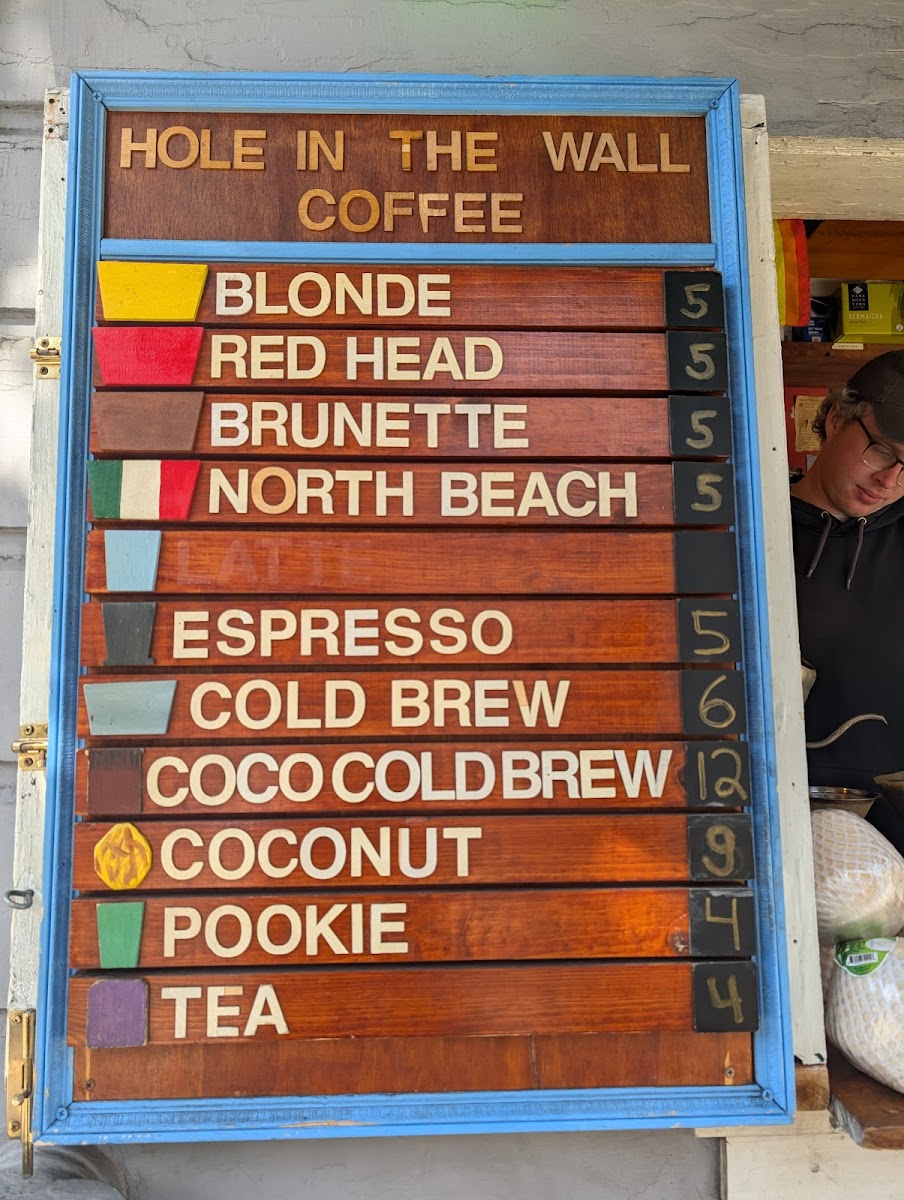 HOLE IN THE WALL
COFFEE
BLONDE 5
RED HEAD 5
BRUNETTE 5
NORTH BEACH 5
LATTE
ESPRESSO 5
COLD BREW 6
COCO COLD BREW 12
COCONUT 9
POOKIE 4
TEA 4